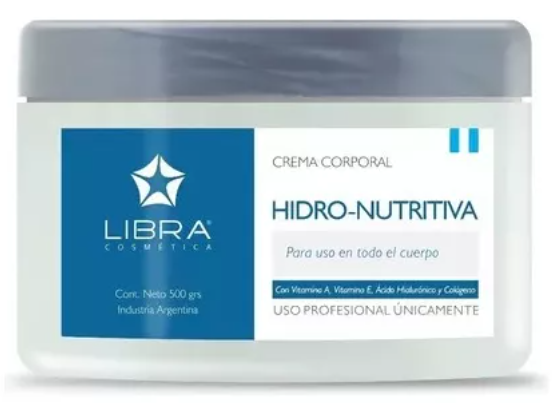 LIBRA®
COSMÉTICA
Cont. Neto 500 grs
Industria Argentina
CREMA CORPORAL
HIDRO-NUTRITIVA
Para uso en todo el cuerpo
Con Vitamina A, Vitamina E, Ácido Hialurónico y Colágeno
USO PROFESIONAL ÚNICAMENTE